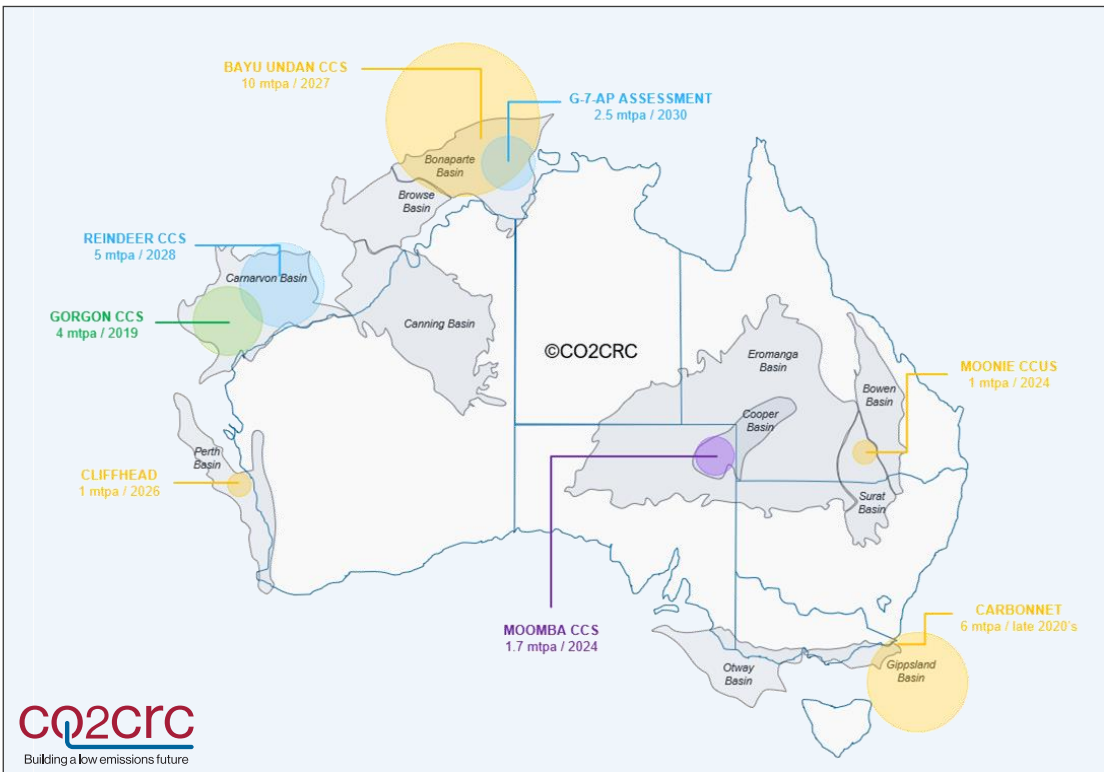 BAYU UNDAN CCS
10 mtpa / 2027
G-7-AP ASSESSMENT
2.5 mtpa / 2030
Bonaparte
Basin
Browse
Basin
REINDEER CCS
5 mtpa / 2028
Carnarvon Basin
GORGON CCS
4 mtpa / 2019
Canning Basin
©CO2CRC
Eromanga
Basin
MOONIE CCUS
1 mtpa / 2024
Bowen
Basin
Cooper
Basin
Perth
Basin
CLIFFHEAD
1 mtpa / 2026
Surat
Basin
MOOMBA CCS
1.7 mtpa / 2024
CARBONNET
6 mtpa / late 2020's
Otway
Basin
Gippsland
Basin
CO2CRC
Building a low emissions future